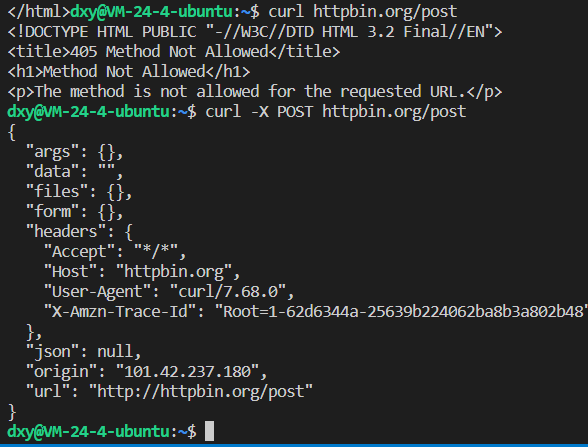 </html>dxy@VM-24-4-ubuntu:~$ curl httpbin.org/post
<!DOCTYPE HTML PUBLIC "-//W3C//DTD HTML 3.2 Final//EN">
<title>405 Method Not Allowed</title>
<h1>Method Not Allowed</h1>
<p>The method is not allowed for the requested URL.</p>
dxy@VM-24-4-ubuntu:~$ curl -X POST httpbin.org/post
{
  "args": {},
  "data": "",
  "files": {},
  "form": {},
  "headers": {
    "Accept": "*/*",
    "Host": "httpbin.org",
    "User-Agent": "curl/7.68.0",
    "X-Amzn-Trace-Id": "Root=1-62d6344a-25639b224062ba8b3a802b48"
  },
  "json": null,
  "origin": "101.42.237.180",
  "url": "http://httpbin.org/post"
}
dxy@VM-24-4-ubuntu:~$